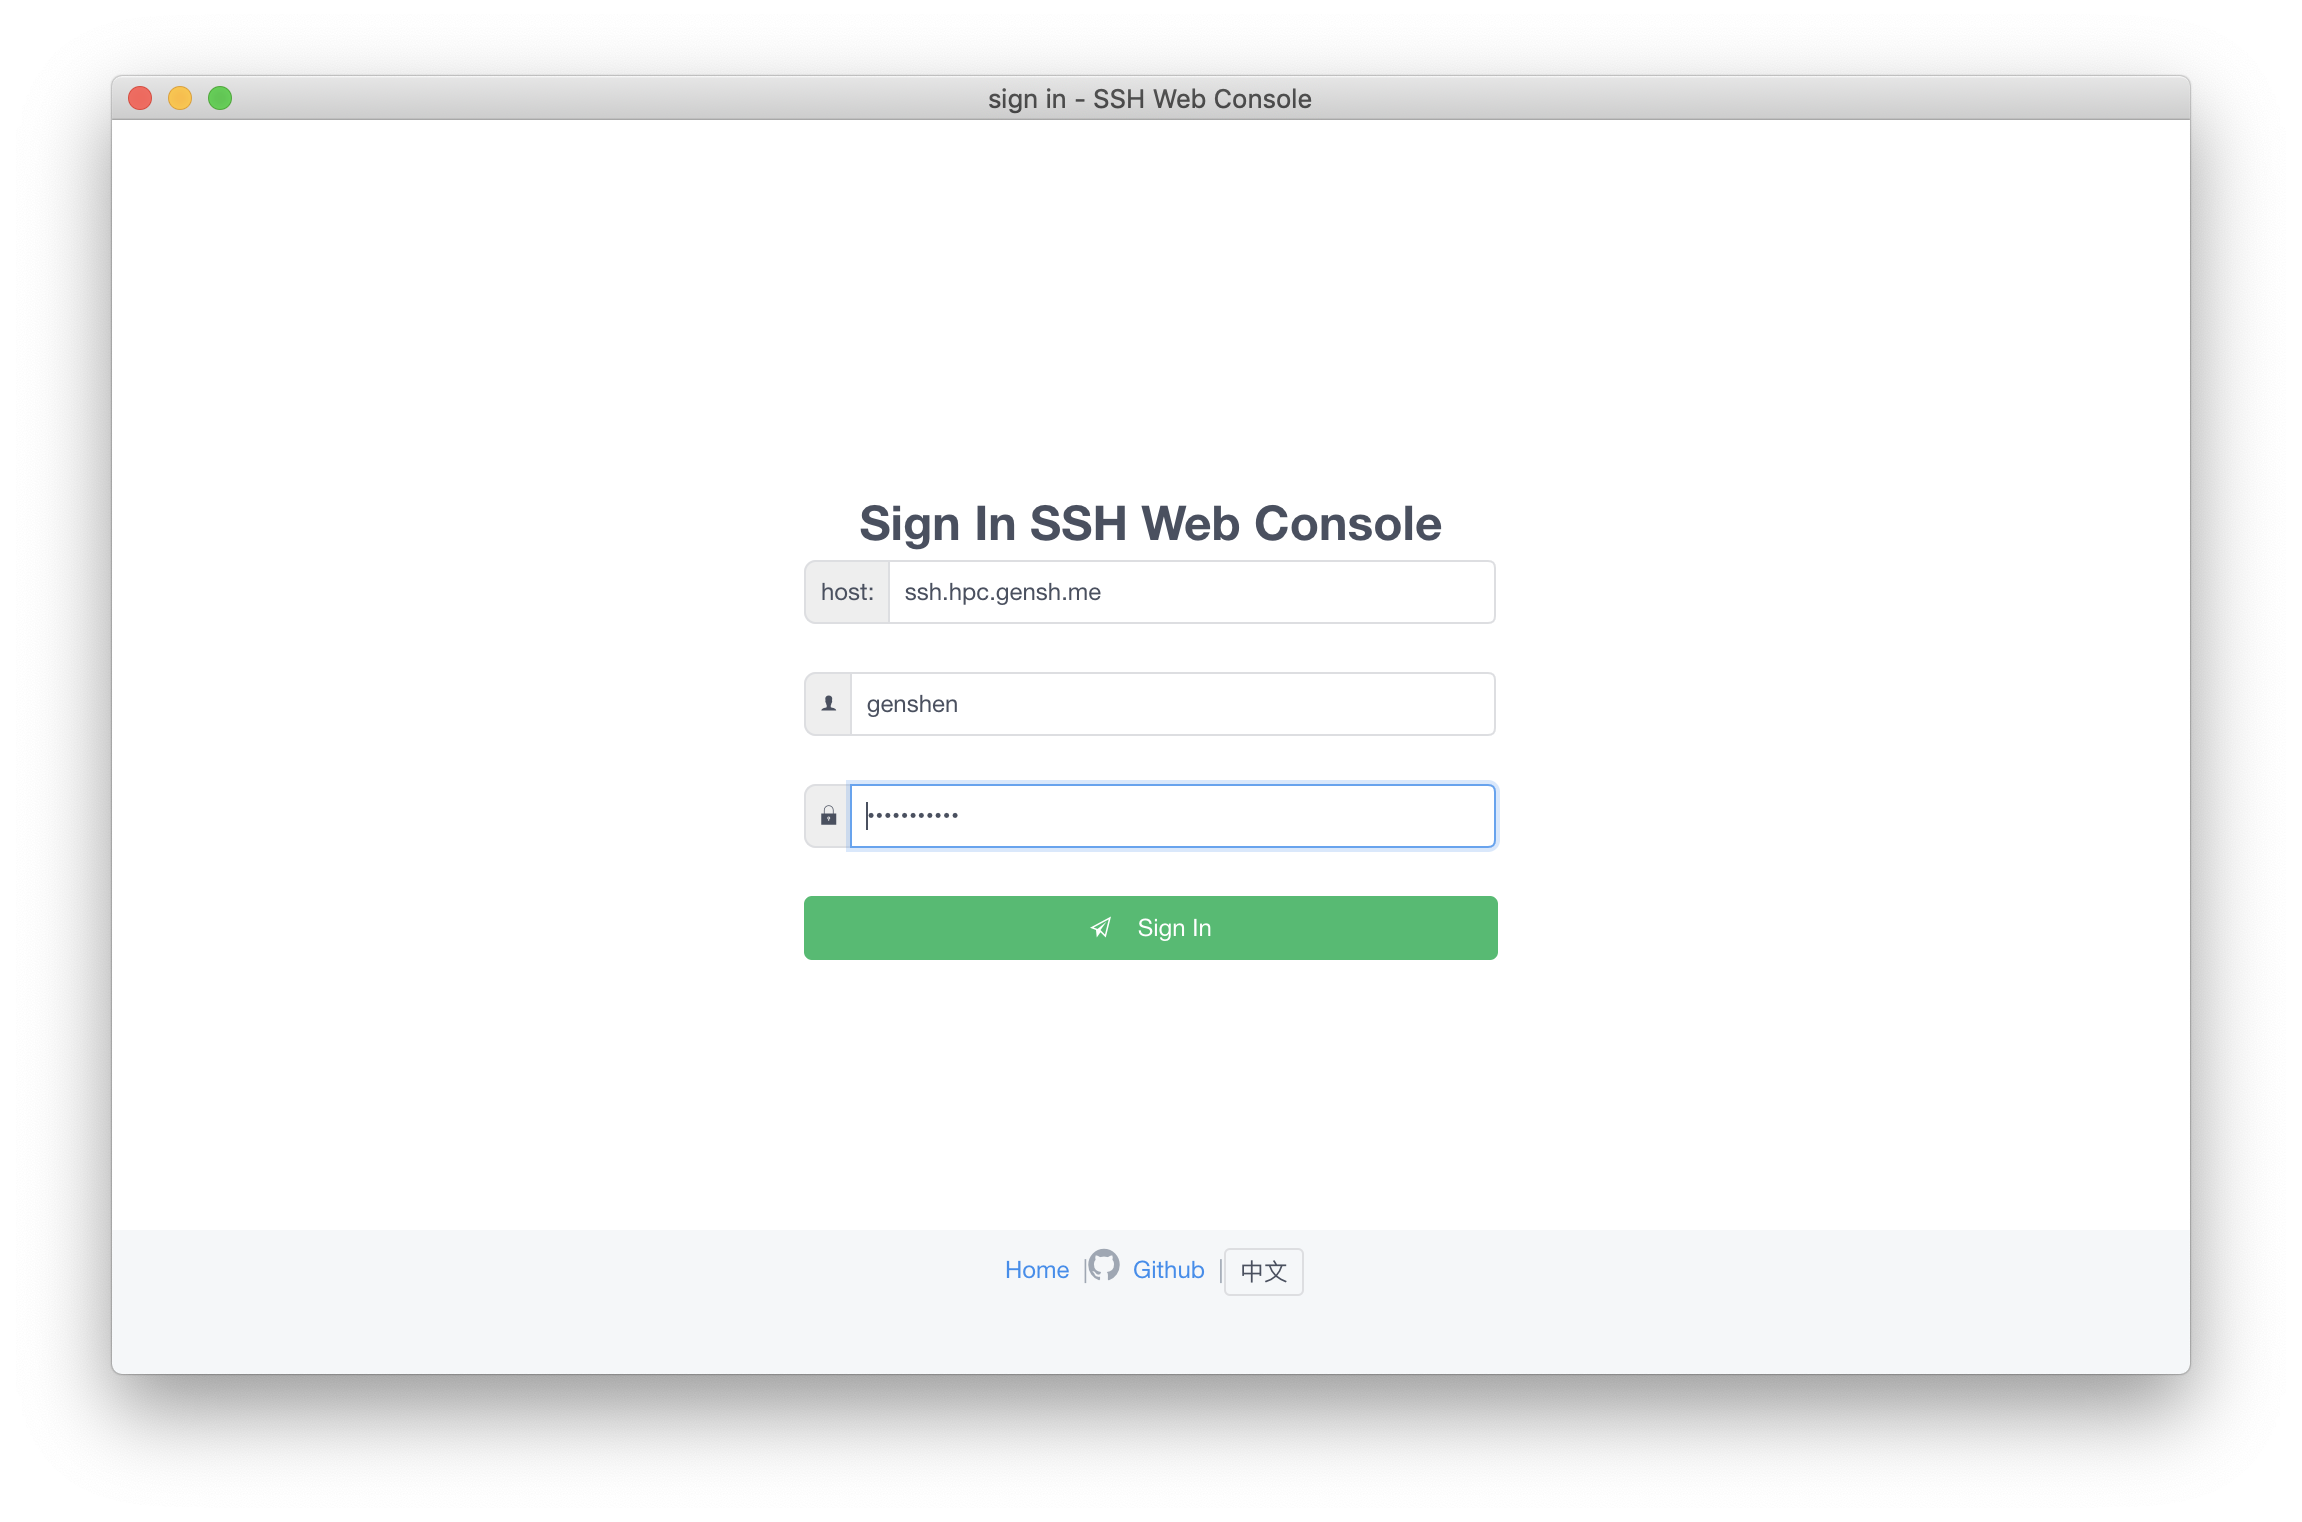 sign in - SSH Web Console
Sign In SSH Web Console
host: ssh.hpc.gensh.me
genshen
•••••••••••
Sign In
Home | Github | 中文